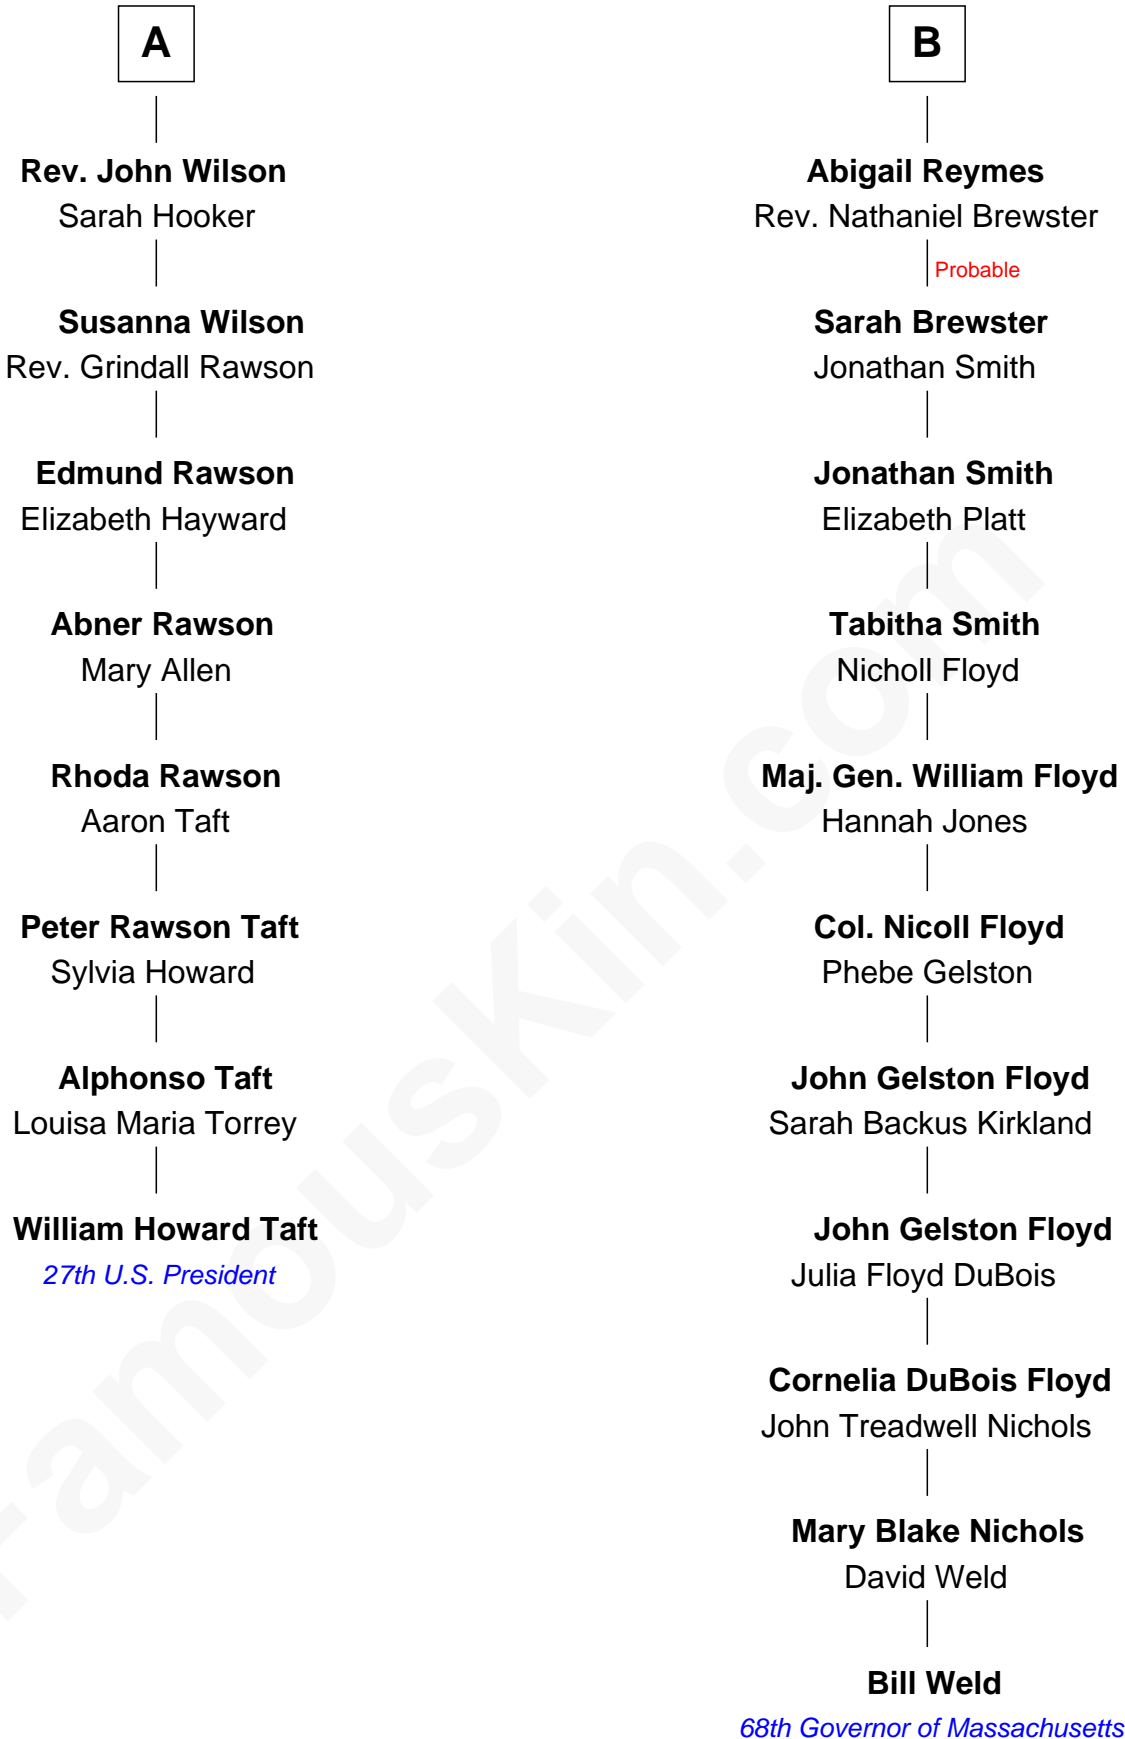 A
Rev. John Wilson
Sarah Hooker
Susanna Wilson
Rev. Grindall Rawson
Edmund Rawson
Elizabeth Hayward
Abner Rawson
Mary Allen
Rhoda Rawson
Aaron Taft
Peter Rawson Taft
Sylvia Howard
Alphonso Taft
Louisa Maria Torrey
William Howard Taft
27th U.S. President
B
Abigail Reymes
Rev. Nathaniel Brewster
Probable
Sarah Brewster
Jonathan Smith
Jonathan Smith
Elizabeth Platt
Tabitha Smith
Nicholl Floyd
Maj. Gen. William Floyd
Hannah Jones
Col. Nicoll Floyd
Phebe Gelston
John Gelston Floyd
Sarah Backus Kirkland
John Gelston Floyd
Julia Floyd DuBois
Cornelia DuBois Floyd
John Treadwell Nichols
Mary Blake Nichols
David Weld
Bill Weld
68th Governor of Massachusetts
FamousKin.com